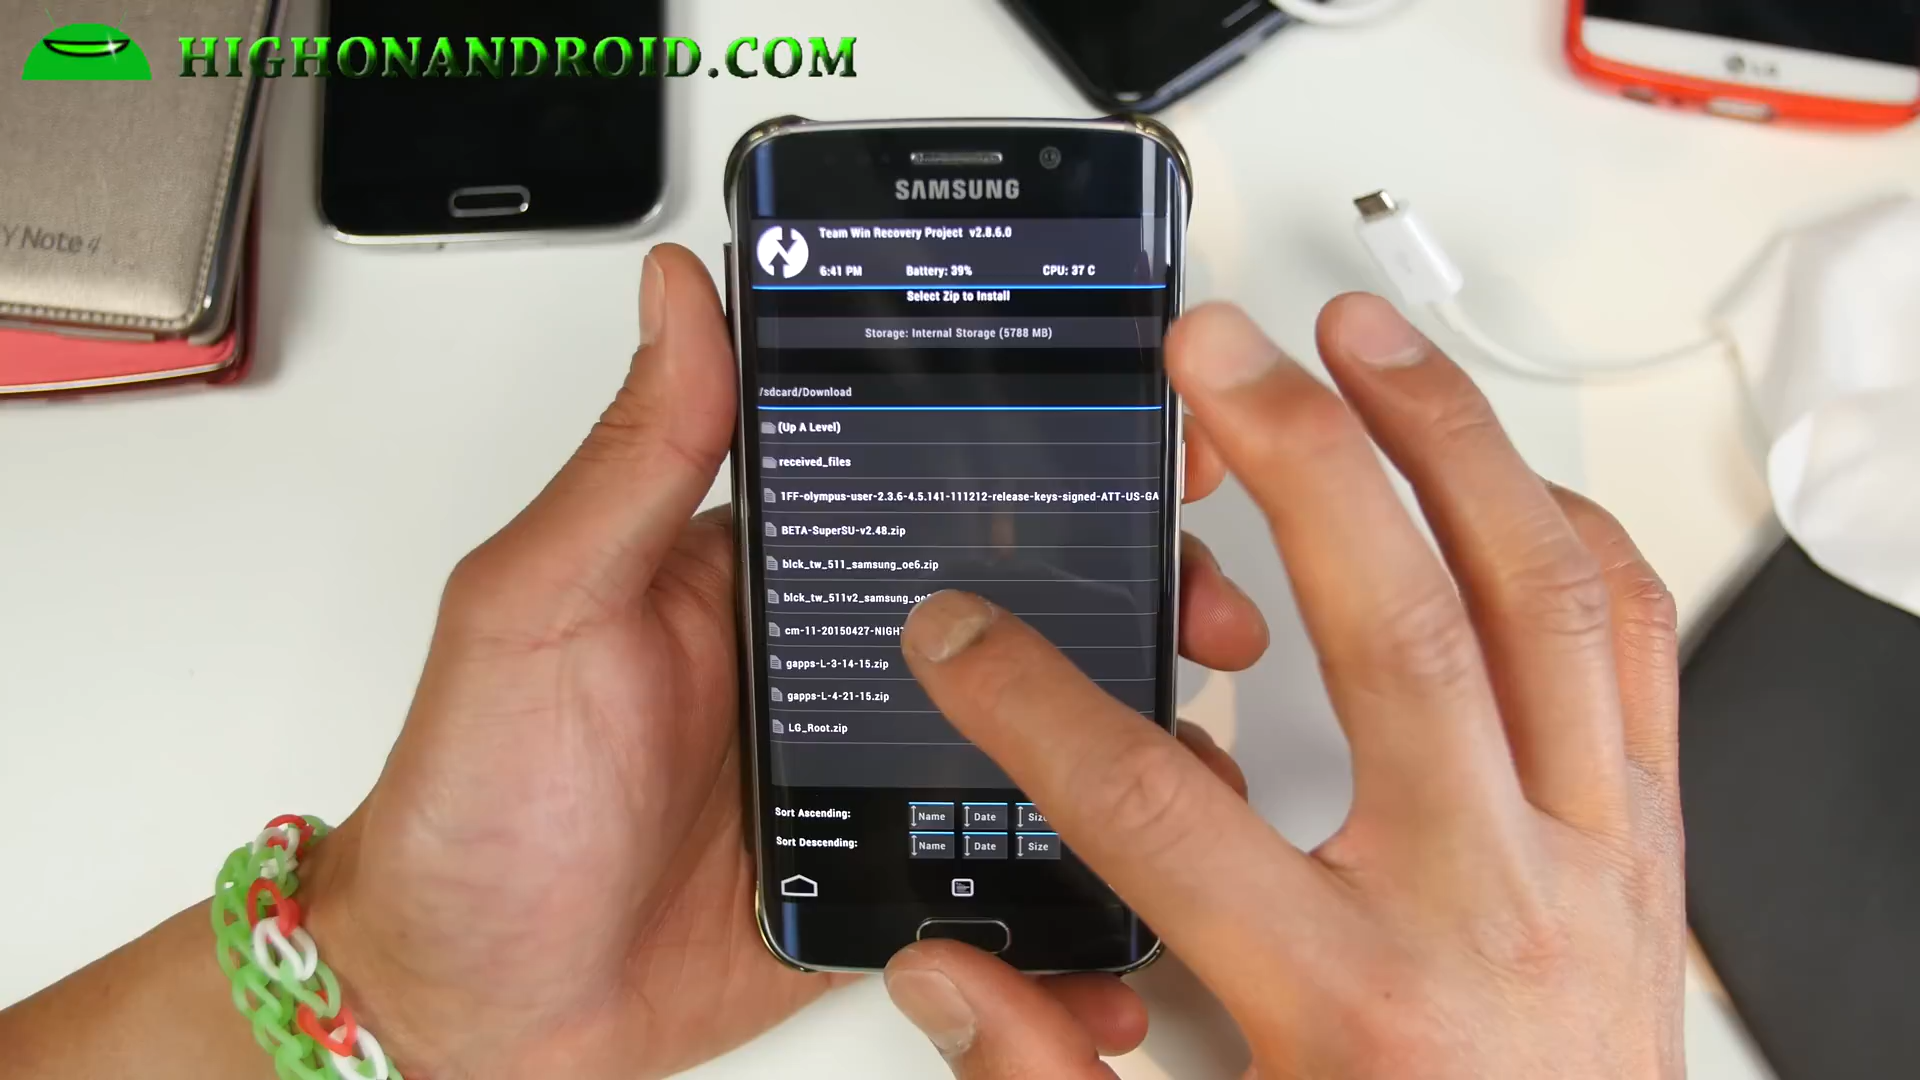 HIGHONANDROID.COM
Y Note 4
LG
SAMSUNG
Team Win Recovery Project v2.8.6.0
6:41 PM Battery: 39% CPU: 37 C
Select Zip to Install
Storage: Internal Storage (5788 MB)
/sdcard/Download
(Up A Level)
received_files
1FF-olympus-user-2.3.6-4.5.141-111212-release-keys-signed-ATT-US-GA
BETA-SuperSU-v2.48.zip
blck_tw_511_samsung_oe6.zip
blck_tw_511v2_samsung_oe
cm-11-20150427-NIGHT
gapps-L-3-14-15.zip
gapps-L-4-21-15.zip
LG_Root.zip
Sort Ascending: Name Date Size
Sort Descending: Name Date Size